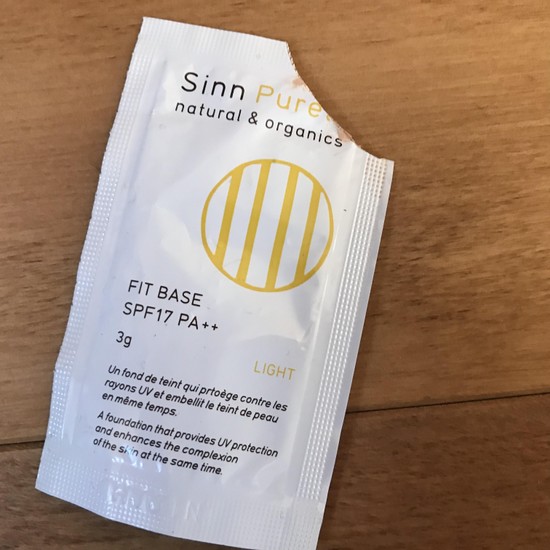 Sinn Pure
natural & organics
FIT BASE
SPF17 PA++
3g
LIGHT
Un fond de teint qui prtoège contre les
rayons UV et embellit le teint de peau
en même temps.
A foundation that provides UV protection
and enhances the complexion
of the skin at the same time.